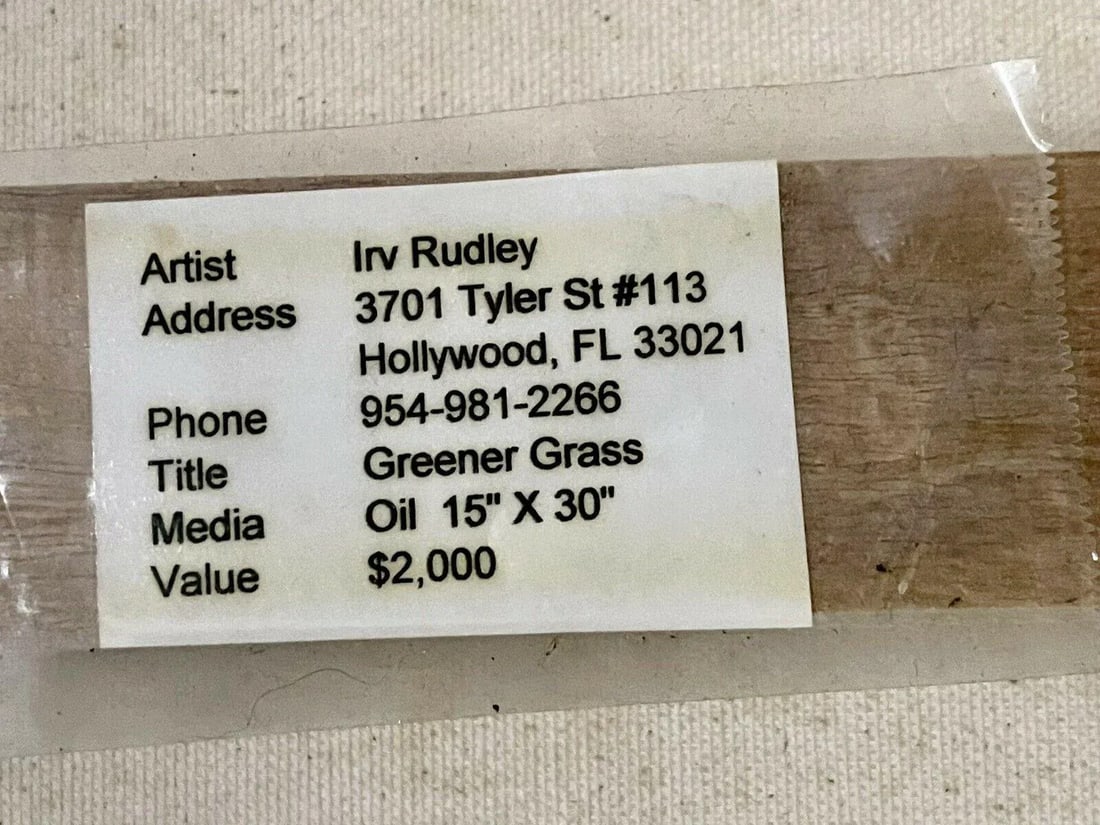 Artist Irv Rudley
Address 3701 Tyler St #113
Hollywood, FL 33021
Phone 954-981-2266
Title Greener Grass
Media Oil 15" X 30"
Value $2,000